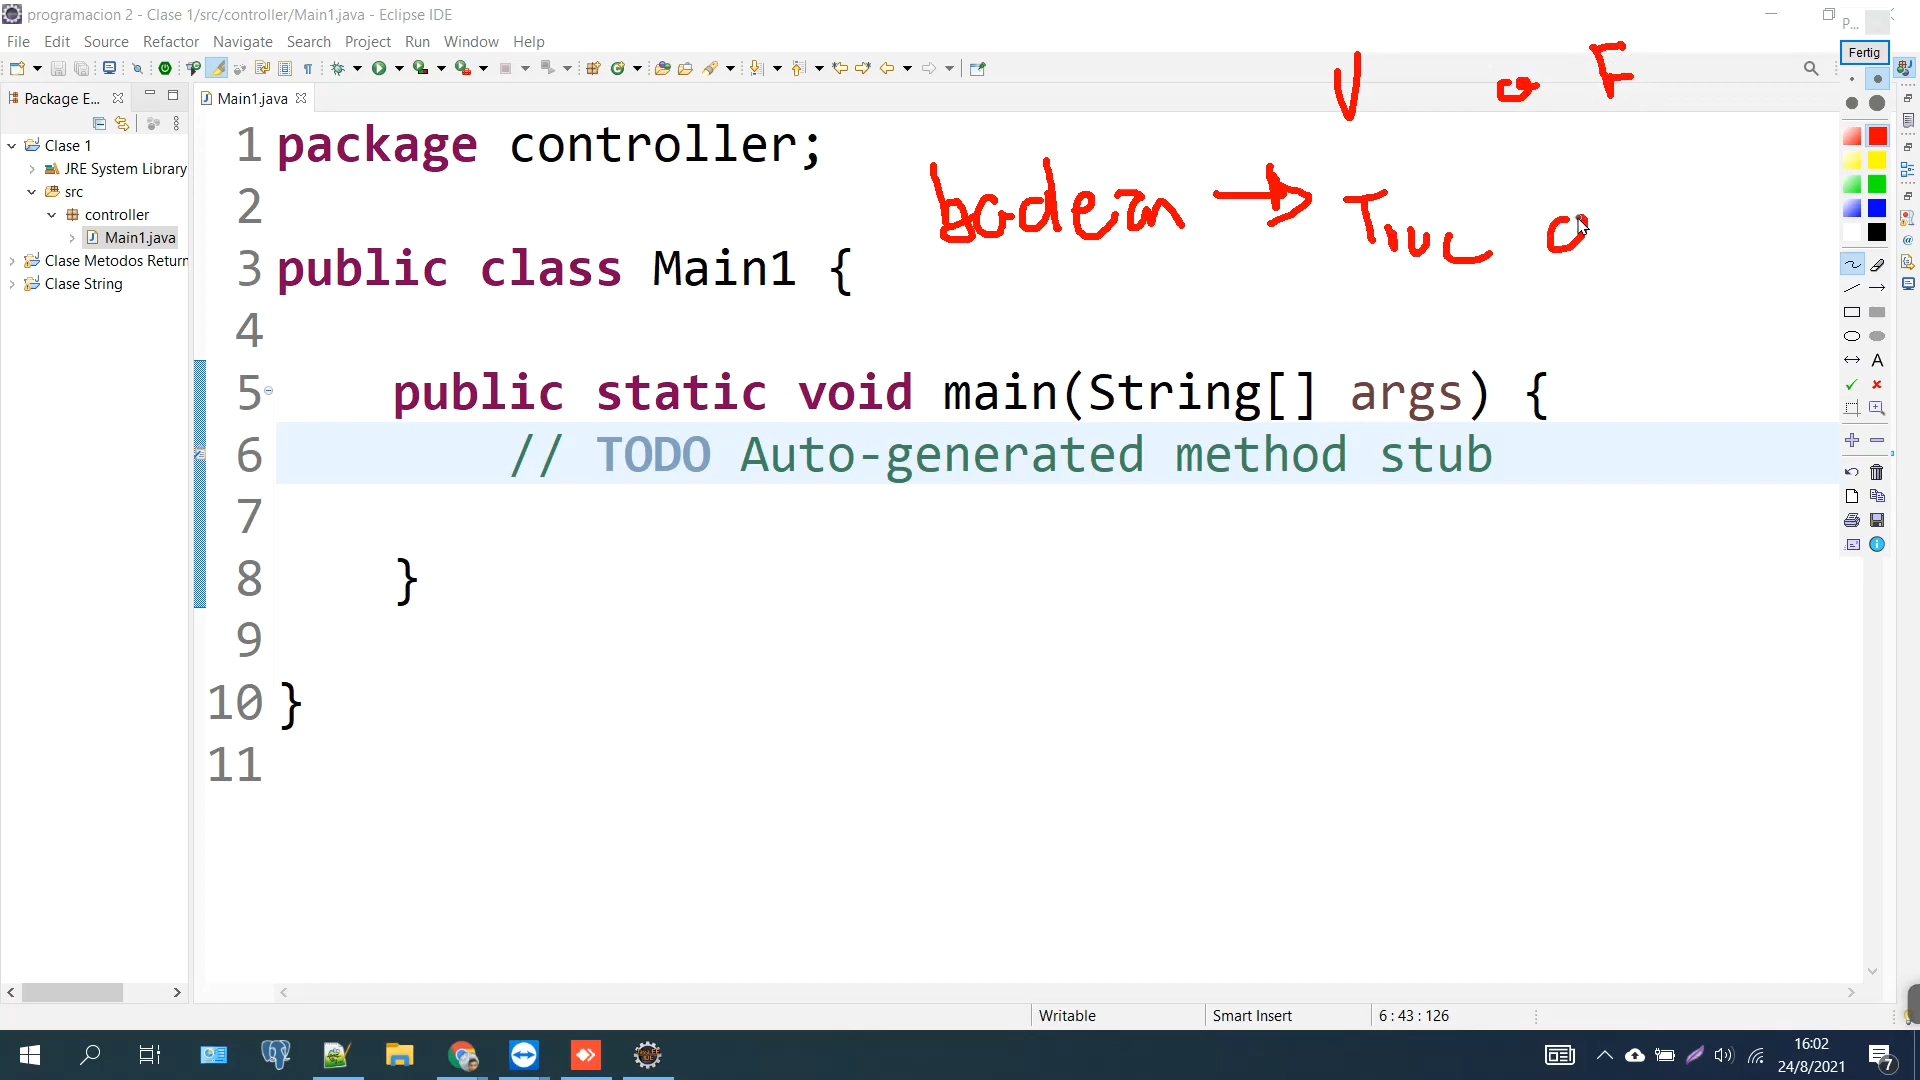 programacion 2 - Clase 1/src/controller/Main1.java - Eclipse IDE
P...
File Edit Source Refactor Navigate Search Project Run Window Help
Fertig
V o F
Package E... Main1.java
1 package controller;
Clase 1
JRE System Library
src
controller
Main1.java
Clase Metodos Return
Clase String
2
boolean → True o
3 public class Main1 {
4
5 public static void main(String[] args) {
6 // TODO Auto-generated method stub
7
8 }
9
10 }
11
A
Writable Smart Insert 6 : 43 : 126
16:02
24/8/2021
7